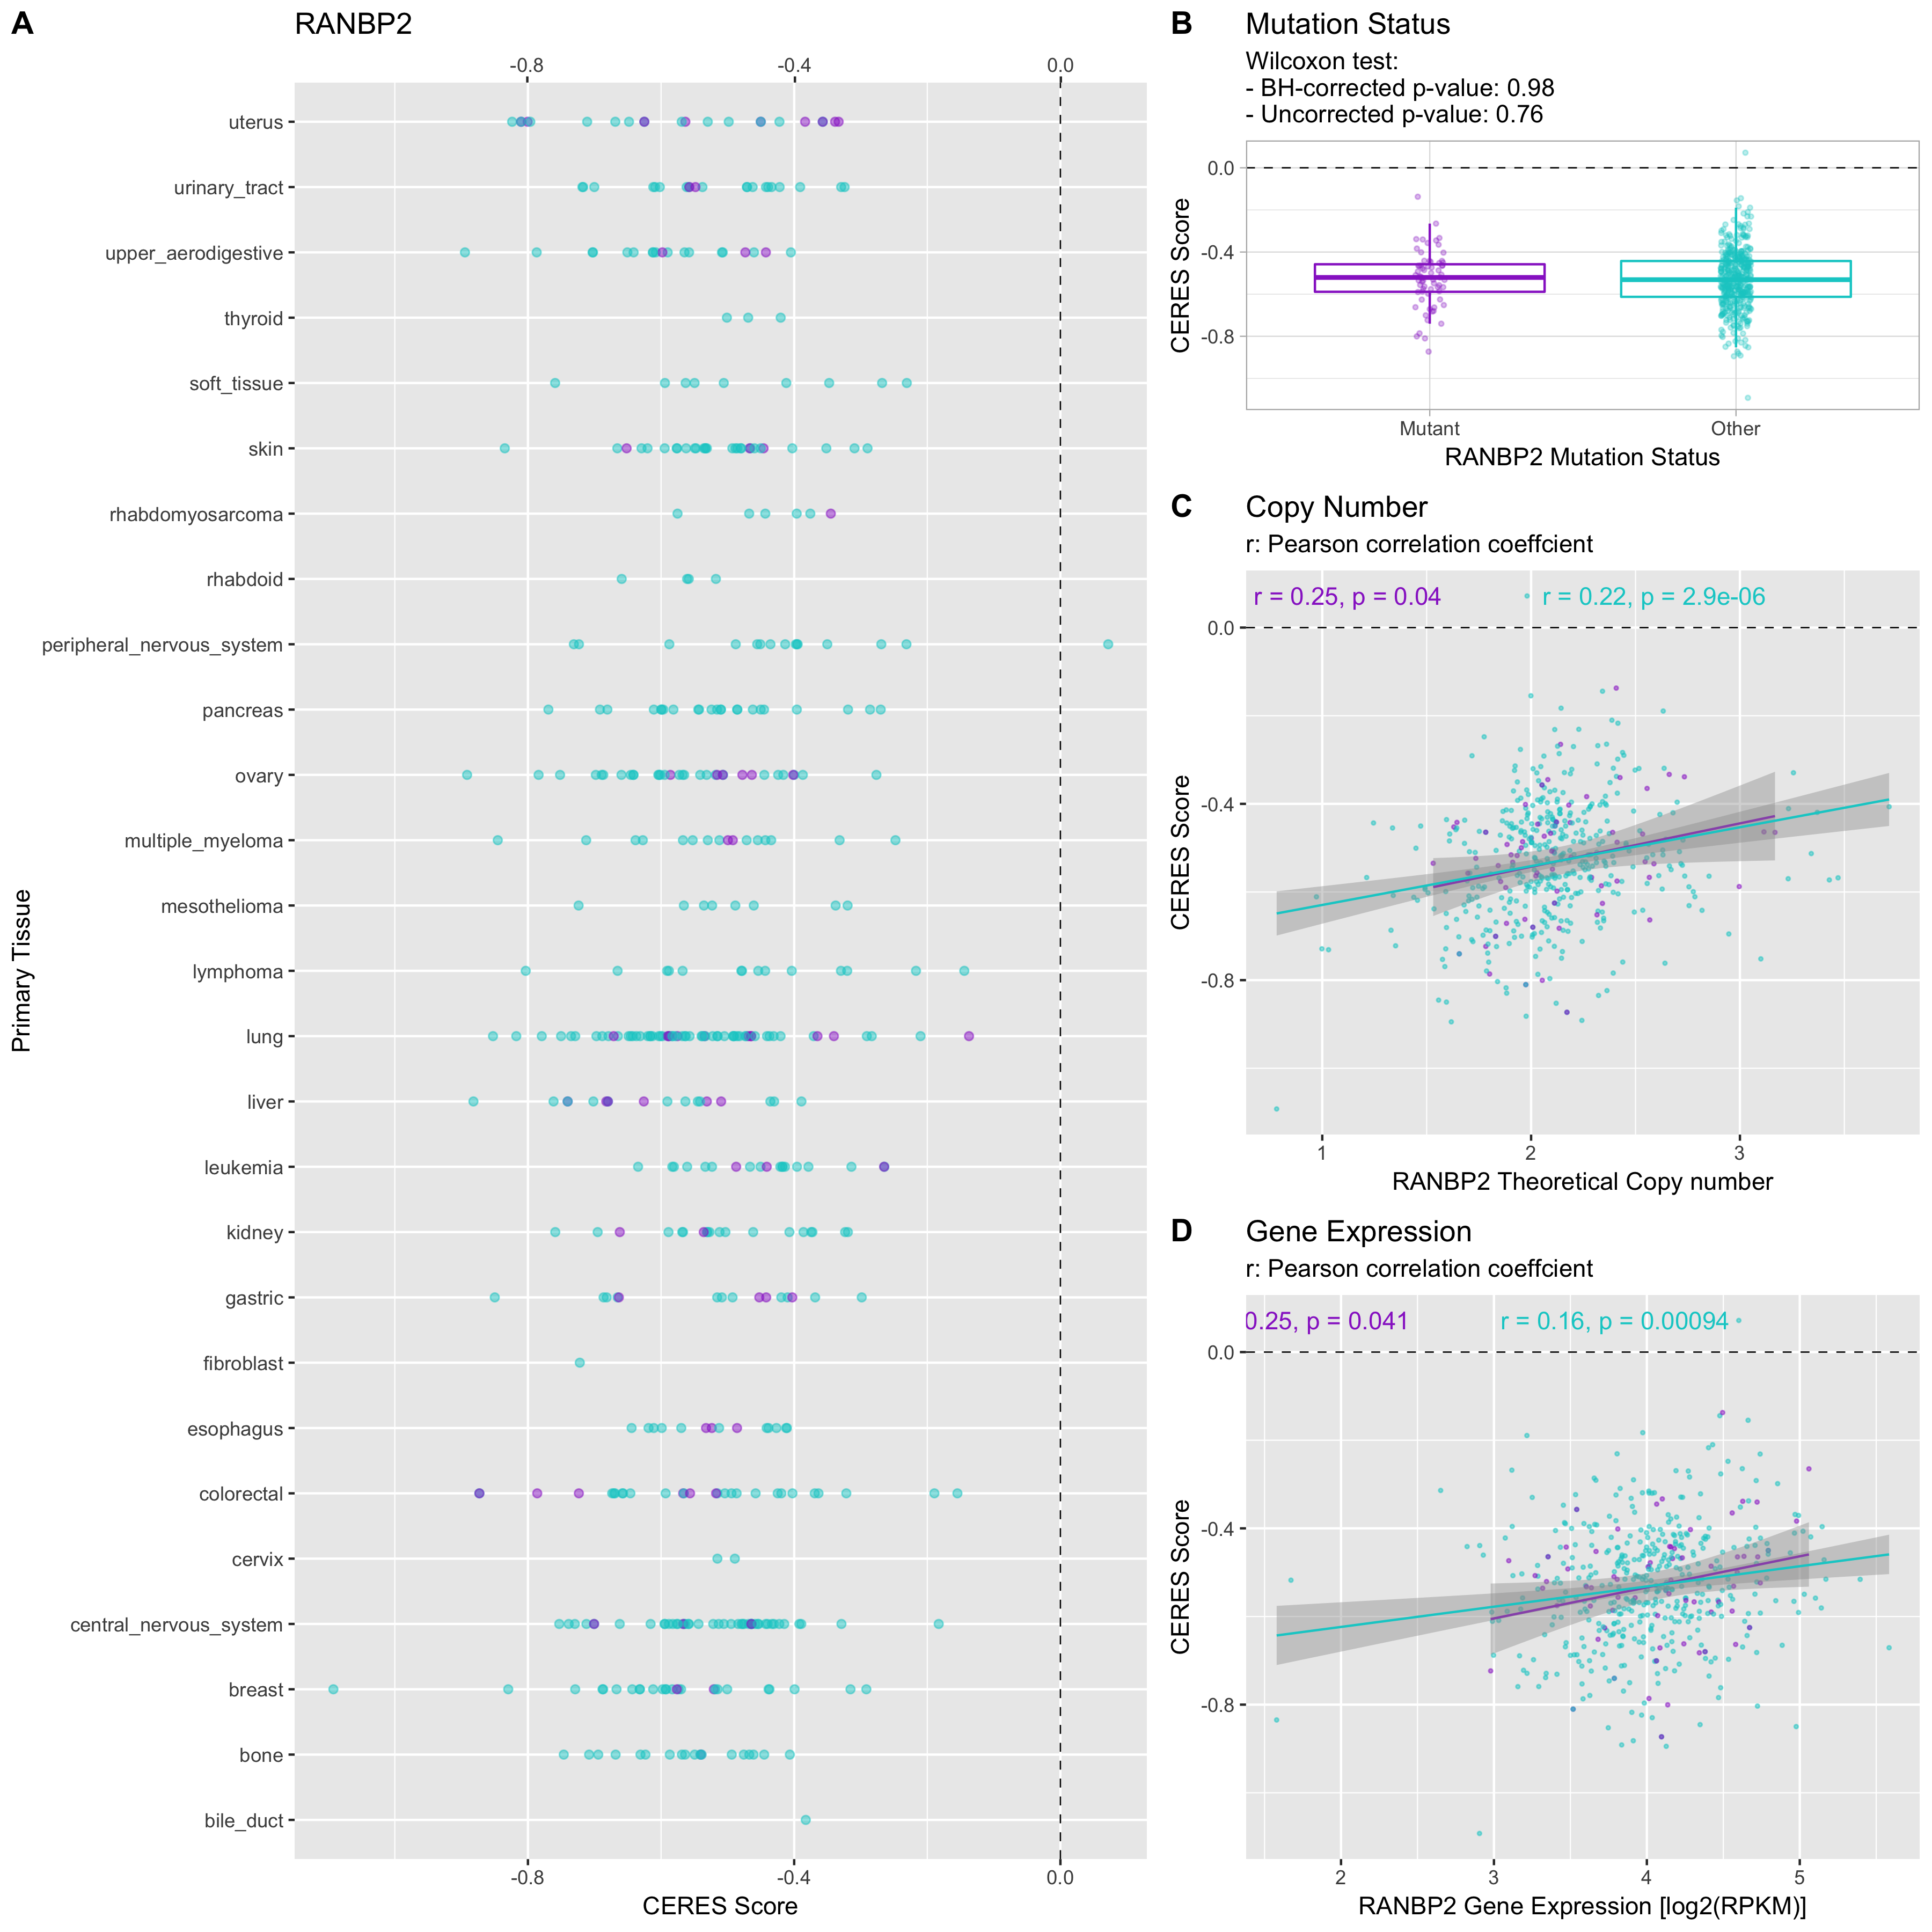 A
RANBP2
-0.8
-0.4
0.0
uterus
urinary_tract
upper_aerodigestive
thyroid
soft_tissue
skin
rhabdomyosarcoma
rhabdoid
peripheral_nervous_system
pancreas
ovary
multiple_myeloma
mesothelioma
lymphoma
lung
liver
leukemia
kidney
gastric
fibroblast
esophagus
colorectal
cervix
central_nervous_system
breast
bone
bile_duct
Primary Tissue
-0.8
-0.4
0.0
CERES Score
B
Mutation Status
Wilcoxon test:
- BH-corrected p-value: 0.98
- Uncorrected p-value: 0.76
0.0
-0.4
-0.8
CERES Score
Mutant
Other
RANBP2 Mutation Status
C
Copy Number
r: Pearson correlation coeffcient
r = 0.25, p = 0.04
r = 0.22, p = 2.9e-06
0.0
-0.4
-0.8
CERES Score
1
2
3
RANBP2 Theoretical Copy number
D
Gene Expression
r: Pearson correlation coeffcient
0.25, p = 0.041
r = 0.16, p = 0.00094
0.0
-0.4
-0.8
CERES Score
2
3
4
5
RANBP2 Gene Expression [log2(RPKM)]